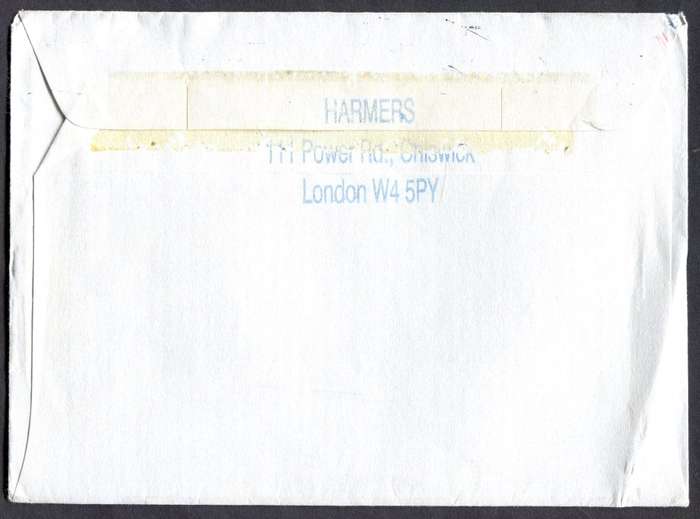 HARMERS
111 Power Rd., Chiswick
London W4 5PY